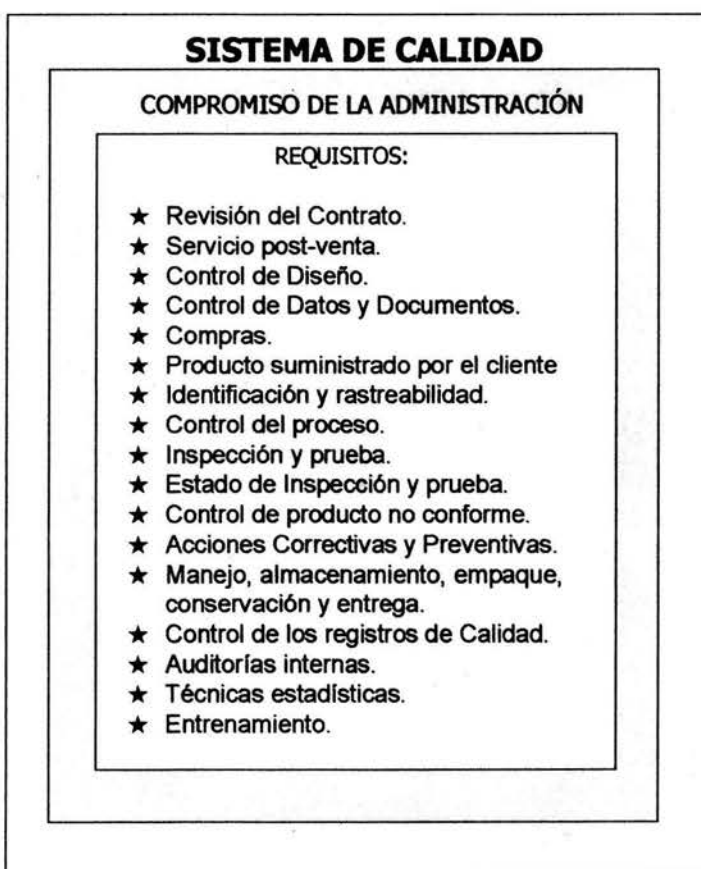 SISTEMA DE CALIDAD
COMPROMISO DE LA ADMINISTRACIÓN
REQUISITOS:
★ Revisión del Contrato.
★ Servicio post-venta.
★ Control de Diseño.
★ Control de Datos y Documentos.
★ Compras.
★ Producto suministrado por el cliente
★ Identificación y rastreabilidad.
★ Control del proceso.
★ Inspección y prueba.
★ Estado de Inspección y prueba.
★ Control de producto no conforme.
★ Acciones Correctivas y Preventivas.
★ Manejo, almacenamiento, empaque,
conservación y entrega.
★ Control de los registros de Calidad.
★ Auditorías internas.
★ Técnicas estadísticas.
★ Entrenamiento.